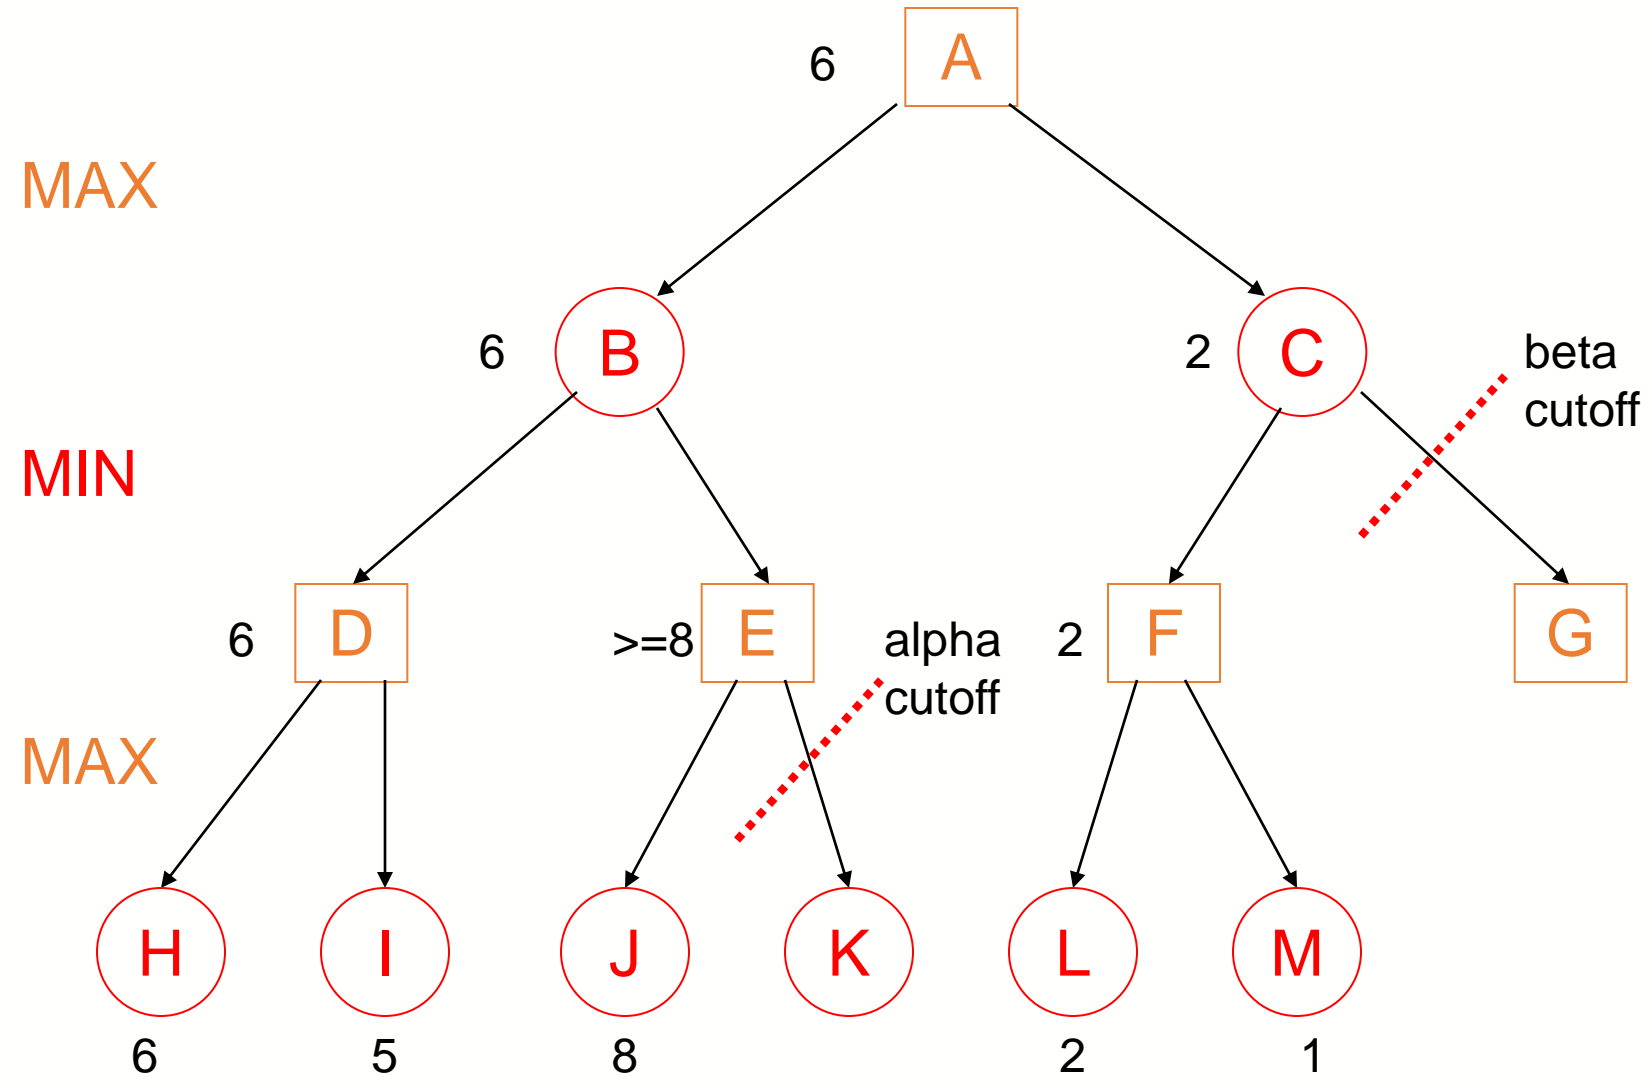 6 A
MAX
6 B 2 C beta
cutoff
MIN
6 D >=8 E alpha 2 F G
cutoff
MAX
H I J K L M
6 5 8 2 1